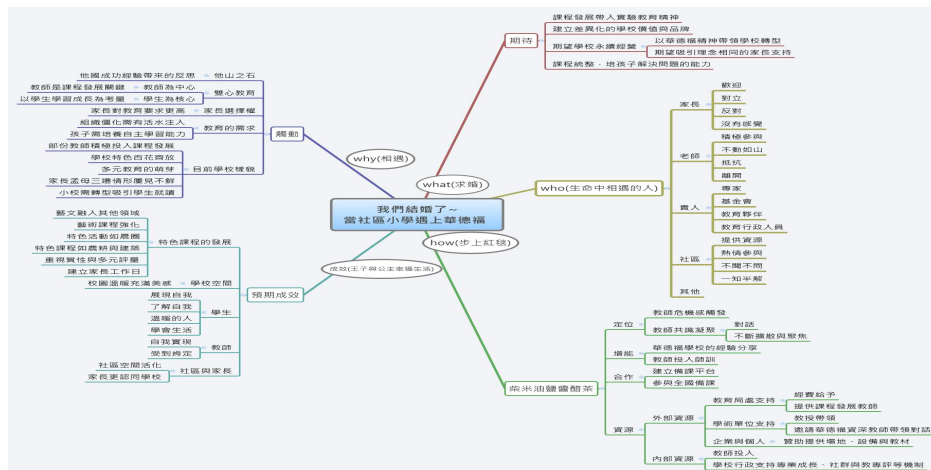 我們結婚了~
當社區小學遇上華德福
why(相遇)
觸動
他山之石
他國成功經驗帶來的反思
雙心教育
教師為中心
教師是課程發展關鍵
學生為核心
以學生學習成長為考量
教育的需求
家長選擇權
家長對教育要求更高
組織僵化需有活水注入
孩子需培養自主學習能力
目前學校樣貌
部份教師積極投入課程發展
學校特色百花齊放
多元教育的萌芽
家長孟母三遷情形屢見不鮮
小校需轉型吸引學生就讀
what(求婚)
期待
課程發展帶入實驗教育精神
建立差異化的學校價值與品牌
期望學校永續經營
以華德福精神帶領學校轉型
期望吸引理念相同的家長支持
課程統整、培孩子解決問題的能力
who(生命中相遇的人)
家長
歡迎
對立
反對
沒有感覺
老師
積極參與
不動如山
抵抗
離開
貴人
專家
基金會
教育夥伴
教育行政人員
社區
提供資源
熱情參與
不聞不問
一知半解
其他
how(步上紅毯)
柴米油鹽醬醋茶
定位
教師危機感觸發
教師共識凝聚
對話
不斷擴散與聚焦
增能
華德福學校的經驗分享
教師投入師訓
合作
建立備課平台
參與全國備課
資源
外部資源
教育局處支持
經費給予
提供課程發展教師
學術單位支持
教授帶領
邀請華德福資深教師帶領對話
企業與個人
贊助提供場地、設備與教材
內部資源
教師投入
學校行政支持專業成長、社群與教專評等機制
成效(王子與公主幸福生活)
預期成效
特色課程的發展
藝文融入其他領域
藝術課程強化
特色活動如農圈
特色課程如農耕與建築
重視質性與多元評量
建立家長工作日
學校空間
校園溫暖充滿美感
學生
展現自我
了解自我
溫暖的人
學會生活
教師
自我實現
受到肯定
社區與家長
社區空間活化
家長更認同學校